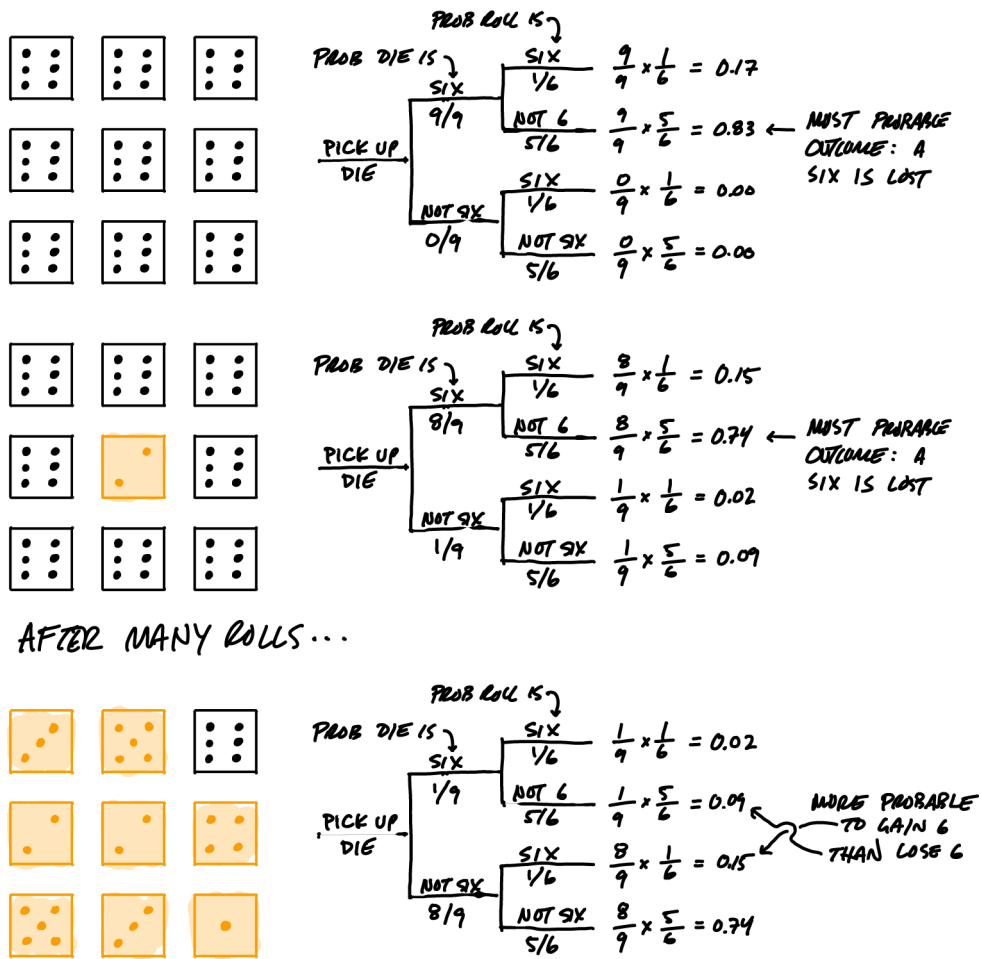 PROB ROLL IS
PROB DIE IS
SIX
1/6
9/9 × 1/6 = 0.17
SIX
9/9
NOT 6
5/6
9/9 × 5/6 = 0.83 ← MOST PROBABLE
OUTCOME: A
SIX IS LOST
PICK UP
DIE
SIX
1/6
0/9 × 1/6 = 0.00
NOT SIX
0/9
NOT SIX
5/6
0/9 × 5/6 = 0.00
PROB ROLL IS
PROB DIE IS
SIX
1/6
8/9 × 1/6 = 0.15
SIX
8/9
NOT 6
5/6
8/9 × 5/6 = 0.74 ← MOST PROBABLE
OUTCOME: A
SIX IS LOST
PICK UP
DIE
SIX
1/6
1/9 × 1/6 = 0.02
NOT SIX
1/9
NOT SIX
5/6
1/9 × 5/6 = 0.09
AFTER MANY ROLLS...
PROB ROLL IS
PROB DIE IS
SIX
1/6
1/9 × 1/6 = 0.02
SIX
1/9
NOT 6
5/6
1/9 × 5/6 = 0.09
MORE PROBABLE
TO GAIN 6
THAN LOSE 6
PICK UP
DIE
SIX
1/6
8/9 × 1/6 = 0.15
NOT SIX
8/9
NOT SIX
5/6
8/9 × 5/6 = 0.74